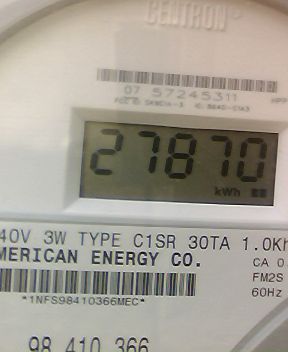 CENTRON®
07 57245311
27870
kWh
40V 3W TYPE C1SR 30TA 1.0Kh
MERICAN ENERGY CO.
CA 0.
FM2S
60Hz
*1NFS98410366MEC*
98 410 366